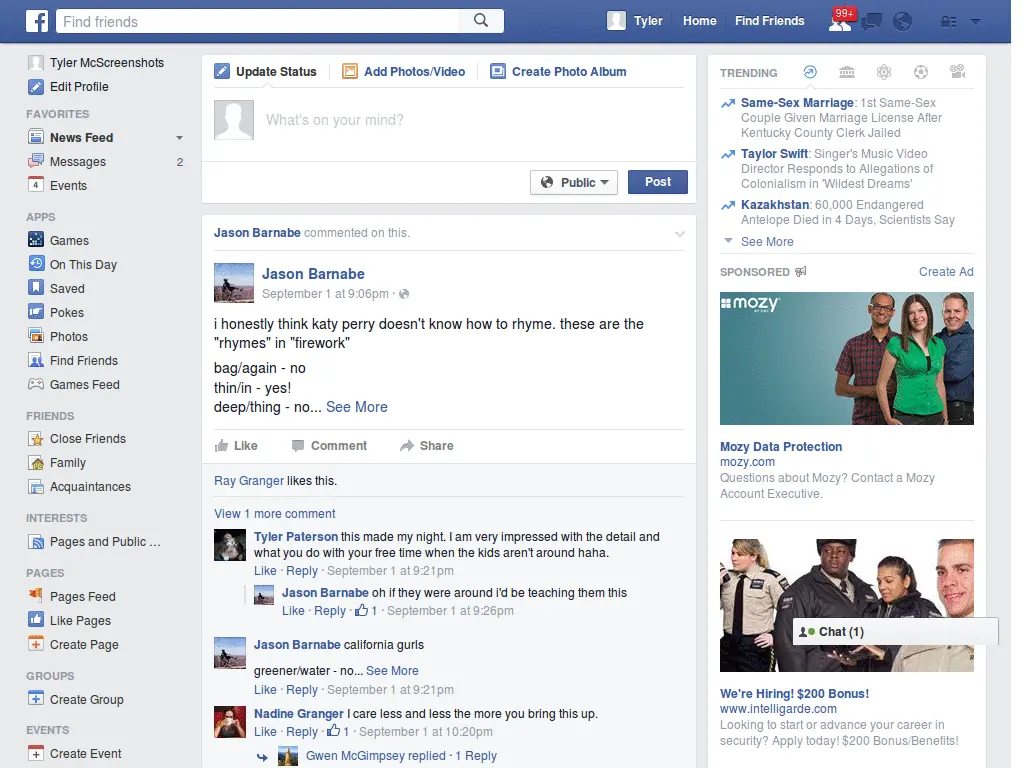 Find friends
Tyler Home Find Friends 99+
Tyler McScreenshots
Edit Profile
FAVORITES
News Feed
Messages 2
4 Events
APPS
Games
On This Day
Saved
Pokes
Photos
Find Friends
Games Feed
FRIENDS
Close Friends
Family
Acquaintances
INTERESTS
Pages and Public ...
PAGES
Pages Feed
Like Pages
Create Page
GROUPS
Create Group
EVENTS
Create Event
Update Status Add Photos/Video Create Photo Album
What's on your mind?
Public Post
Jason Barnabe commented on this.
Jason Barnabe
September 1 at 9:06pm ·
i honestly think katy perry doesn't know how to rhyme. these are the
"rhymes" in "firework"
bag/again - no
thin/in - yes!
deep/thing - no... See More
Like Comment Share
Ray Granger likes this.
View 1 more comment
Tyler Paterson this made my night. I am very impressed with the detail and
what you do with your free time when the kids aren't around haha.
Like · Reply · September 1 at 9:21pm
Jason Barnabe oh if they were around i'd be teaching them this
Like · Reply · 1 · September 1 at 9:26pm
Jason Barnabe california gurls
greener/water - no... See More
Like · Reply · September 1 at 9:21pm
Nadine Granger I care less and less the more you bring this up.
Like · Reply · 1 · September 1 at 10:20pm
Gwen McGimpsey replied · 1 Reply
TRENDING
Same-Sex Marriage: 1st Same-Sex
Couple Given Marriage License After
Kentucky County Clerk Jailed
Taylor Swift: Singer's Music Video
Director Responds to Allegations of
Colonialism in 'Wildest Dreams'
Kazakhstan: 60,000 Endangered
Antelope Died in 4 Days, Scientists Say
See More
SPONSORED Create Ad
mozy
Mozy Data Protection
mozy.com
Questions about Mozy? Contact a Mozy
Account Executive.
Chat (1)
We're Hiring! $200 Bonus!
www.intelligarde.com
Looking to start or advance your career in
security? Apply today! $200 Bonus/Benefits!